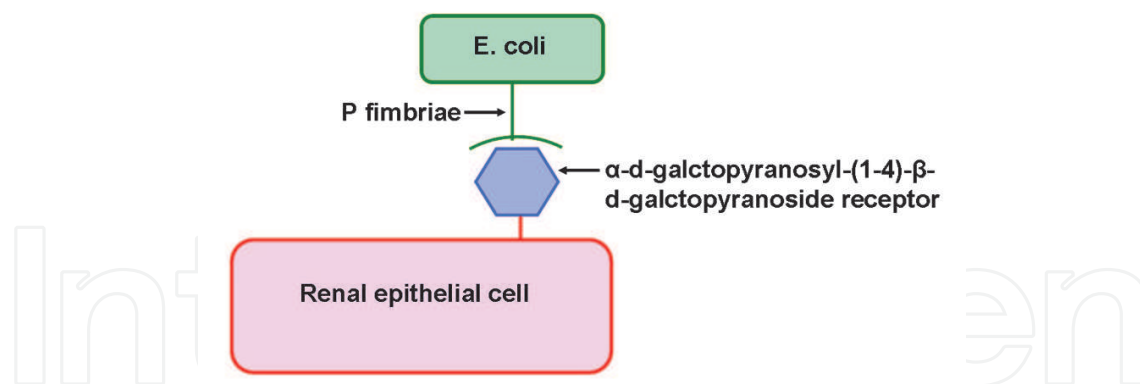 E. coli
P fimbriae
α-d-galctopyranosyl-(1-4)-β-
d-galctopyranoside receptor
Renal epithelial cell